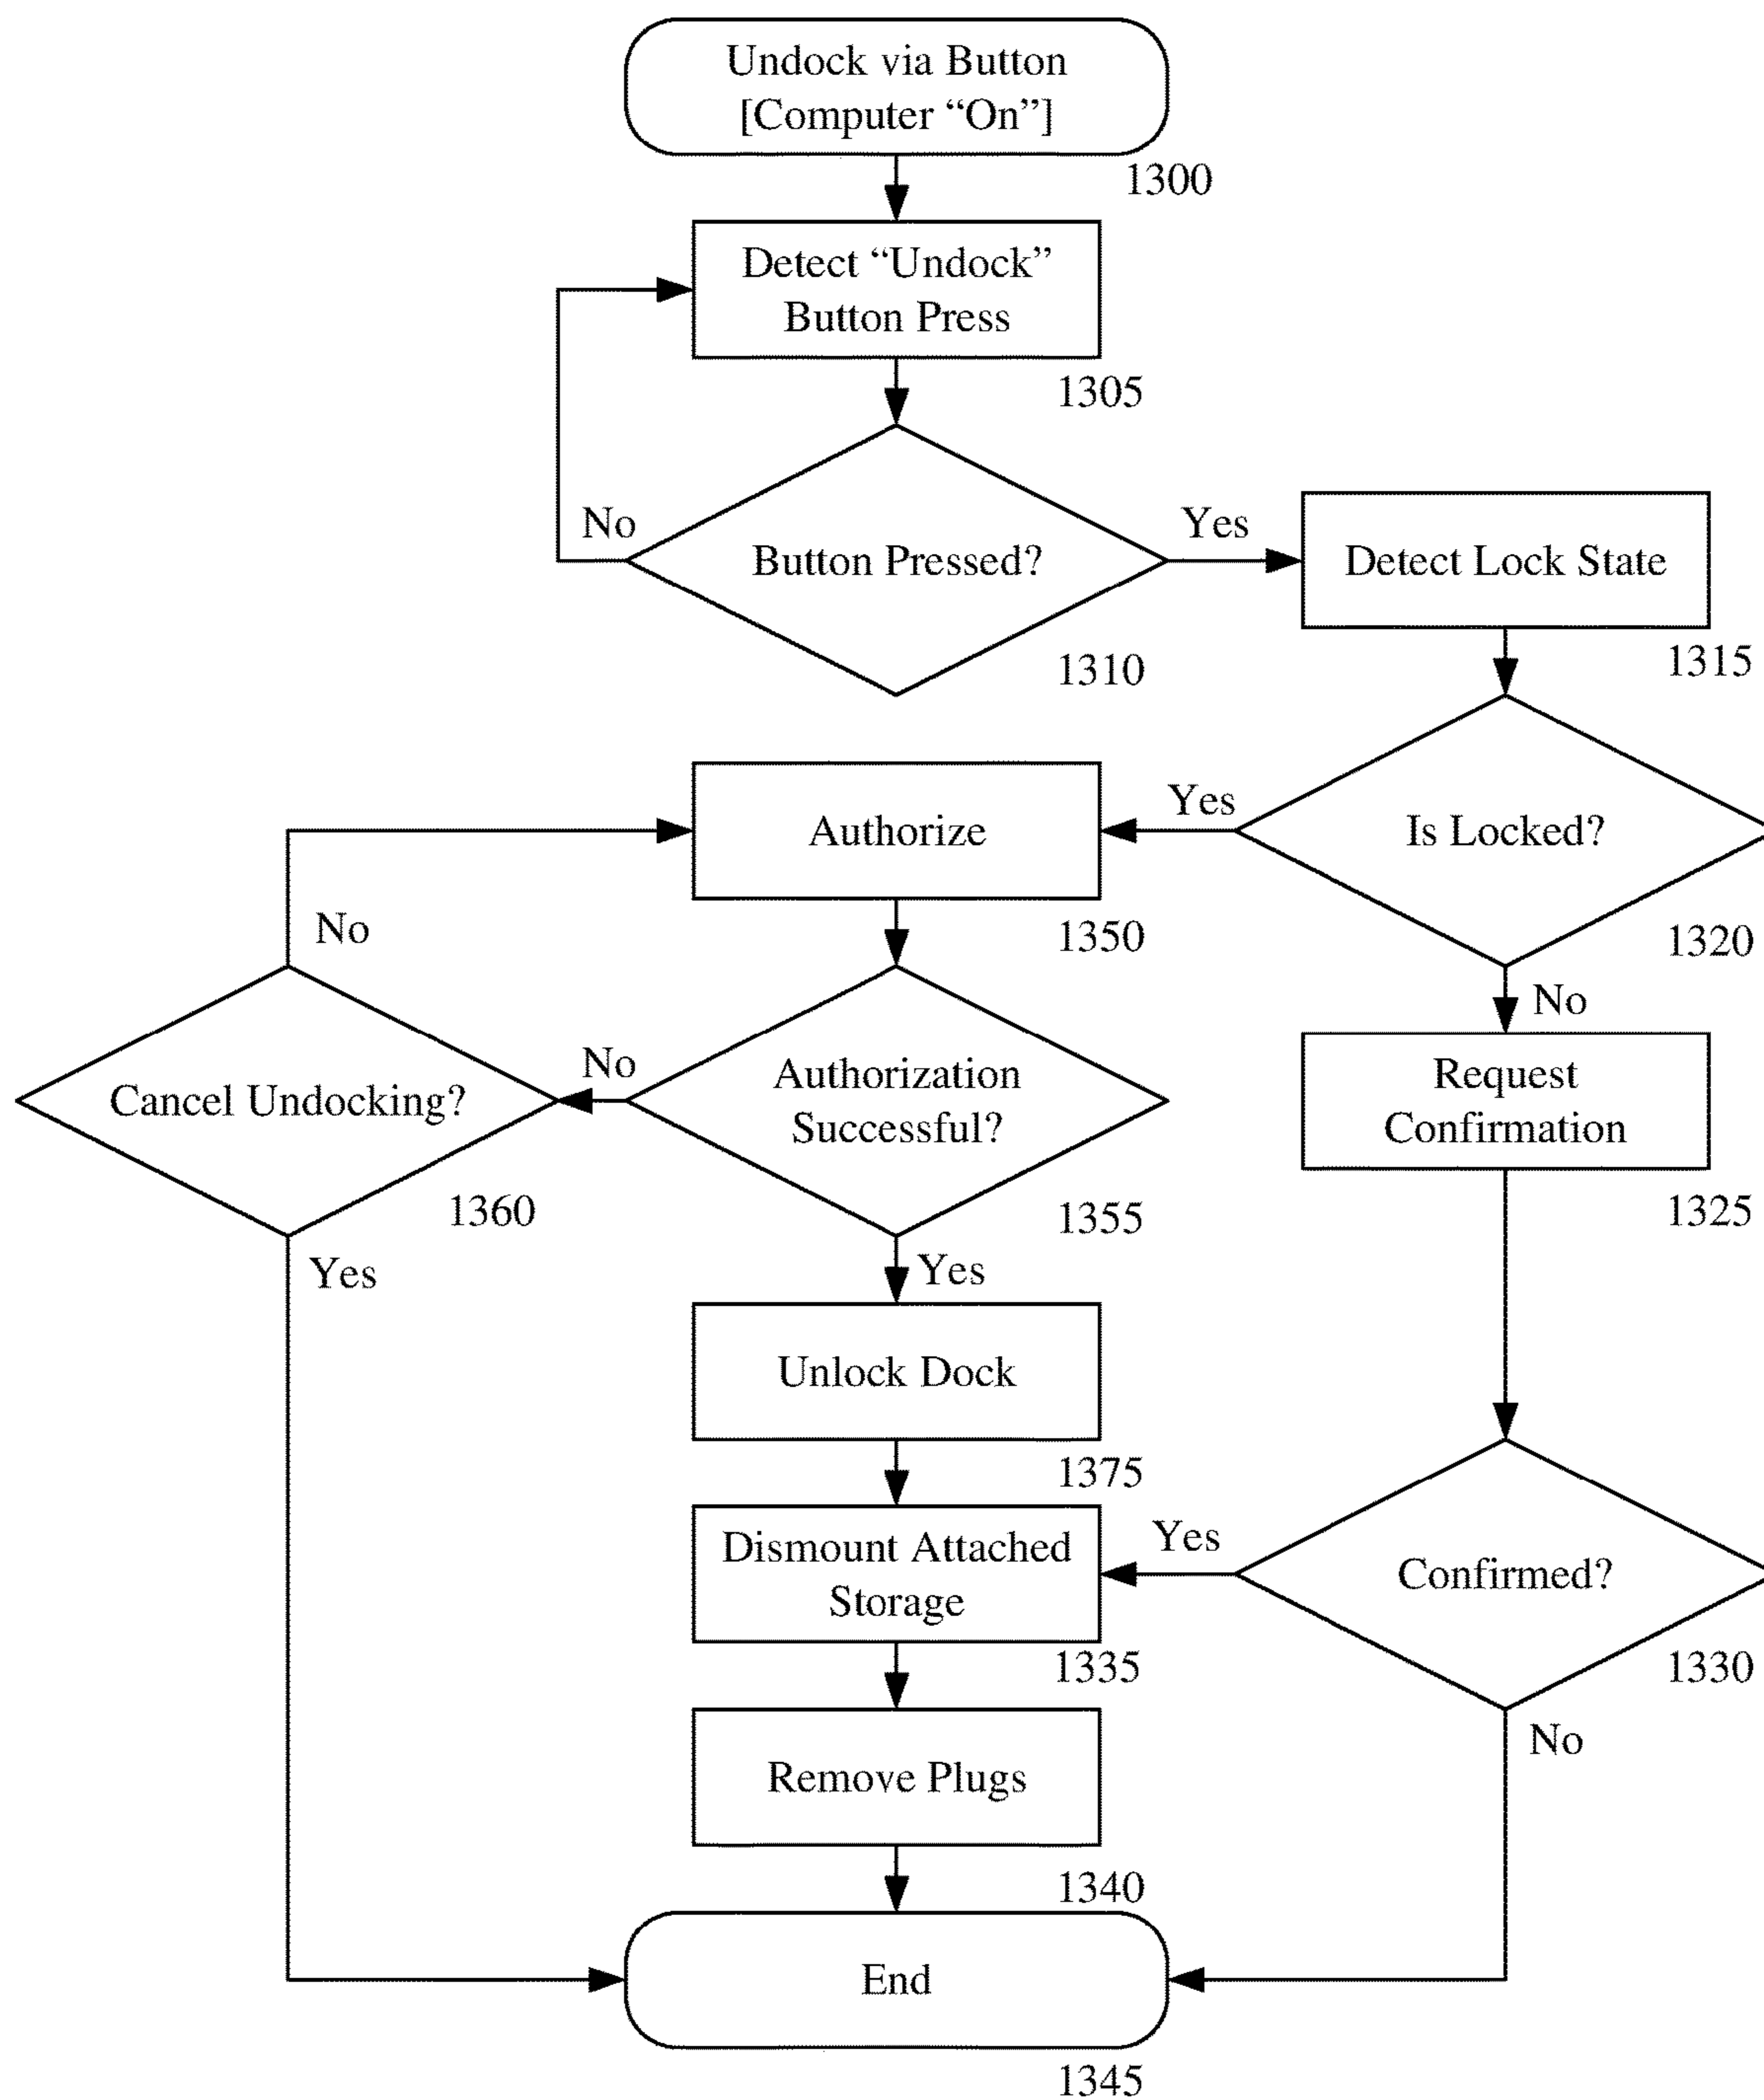 Undock via Button
[Computer “On”]
1300
Detect “Undock”
Button Press
1305
No
Button Pressed?
Yes
1310
Detect Lock State
1315
Is Locked?
Yes
1320
No
Authorize
1350
No
Cancel Undocking?
1360
Yes
No
Authorization
Successful?
1355
Yes
Request
Confirmation
1325
Unlock Dock
1375
Dismount Attached
Storage
1335
Yes
Confirmed?
1330
No
Remove Plugs
1340
End
1345